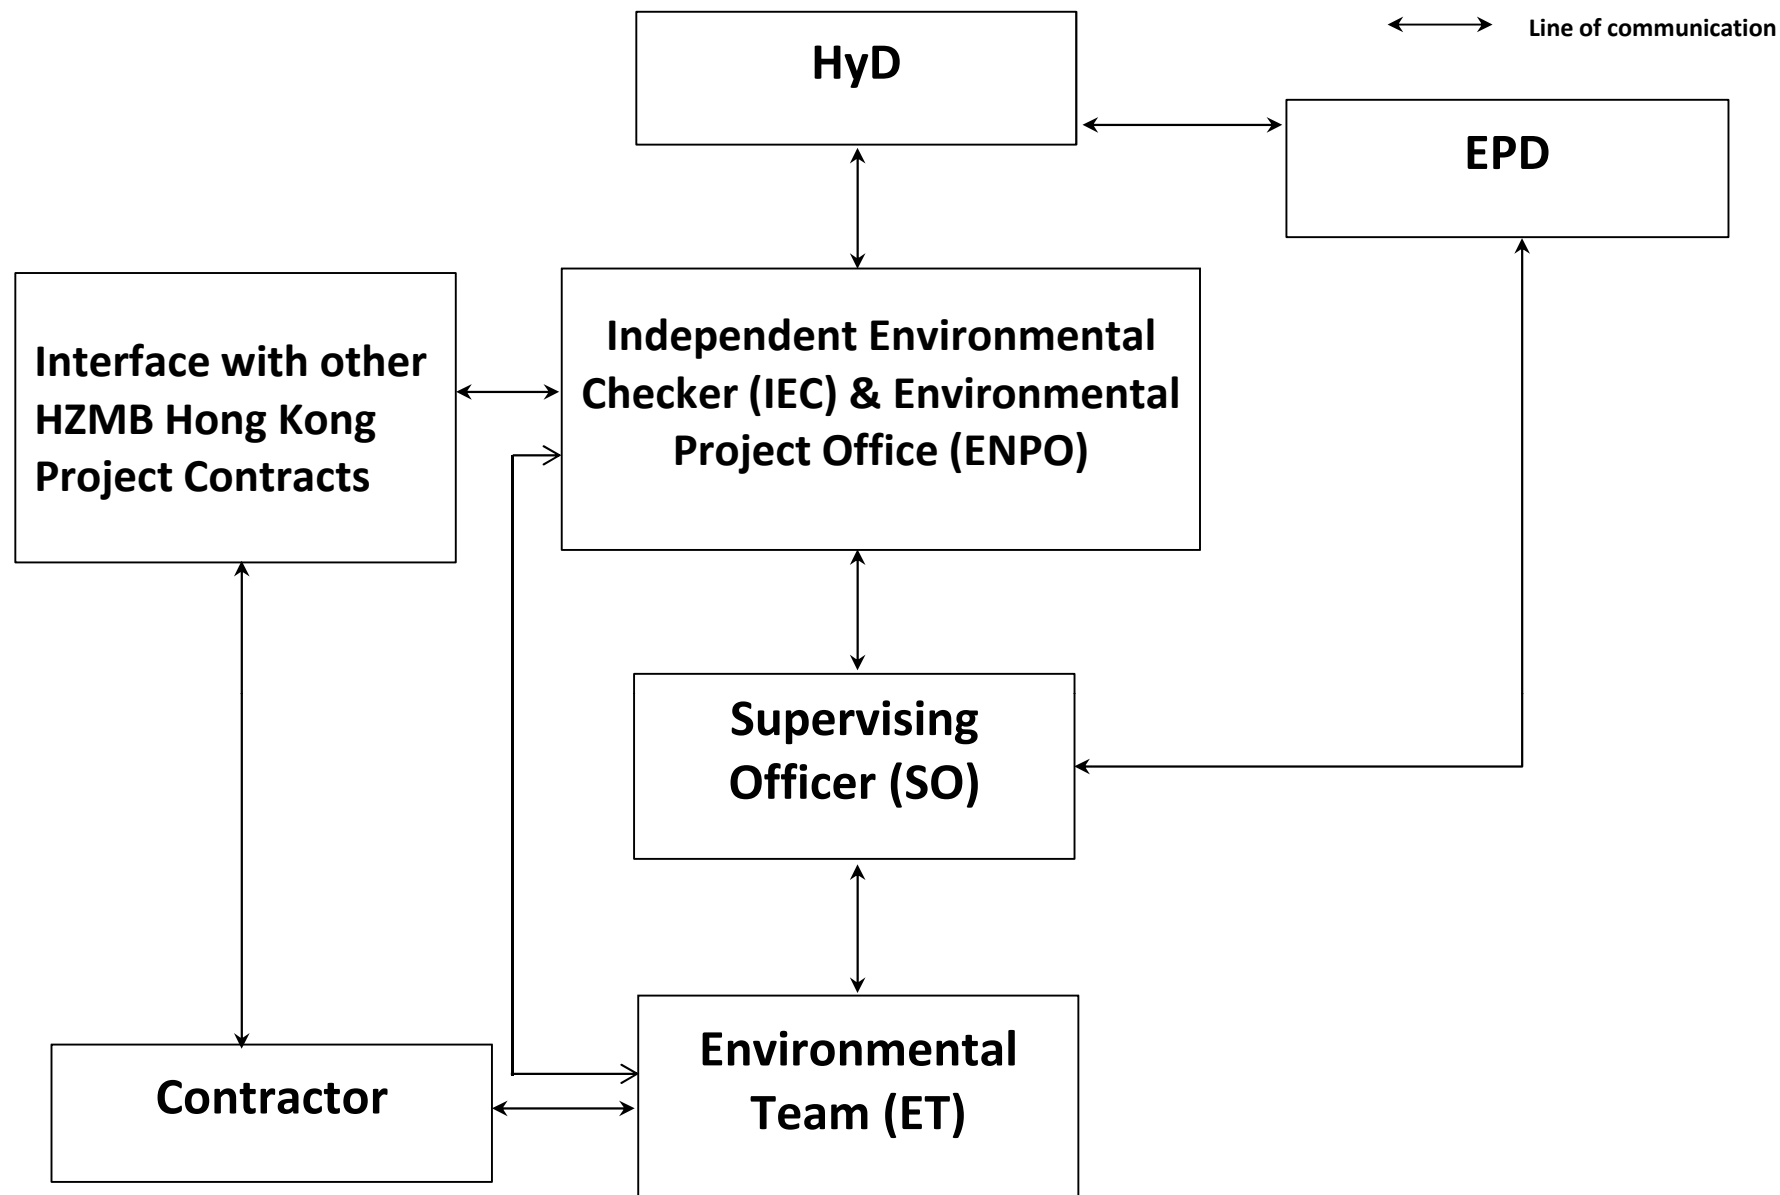 HyD
Line of communication
EPD
Interface with other
HZMB Hong Kong
Project Contracts
Independent Environmental
Checker (IEC) & Environmental
Project Office (ENPO)
Supervising
Officer (SO)
Contractor
Environmental
Team (ET)